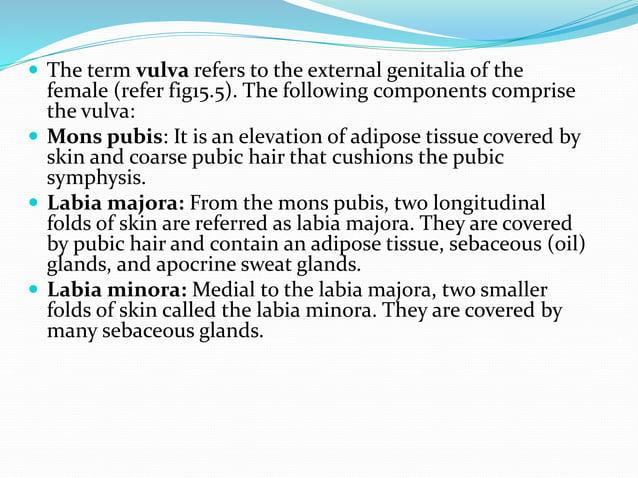 • The term vulva refers to the external genitalia of the
female (refer fig15.5). The following components comprise
the vulva:
• Mons pubis: It is an elevation of adipose tissue covered by
skin and coarse pubic hair that cushions the pubic
symphysis.
• Labia majora: From the mons pubis, two longitudinal
folds of skin are referred as labia majora. They are covered
by pubic hair and contain an adipose tissue, sebaceous (oil)
glands, and apocrine sweat glands.
• Labia minora: Medial to the labia majora, two smaller
folds of skin called the labia minora. They are covered by
many sebaceous glands.